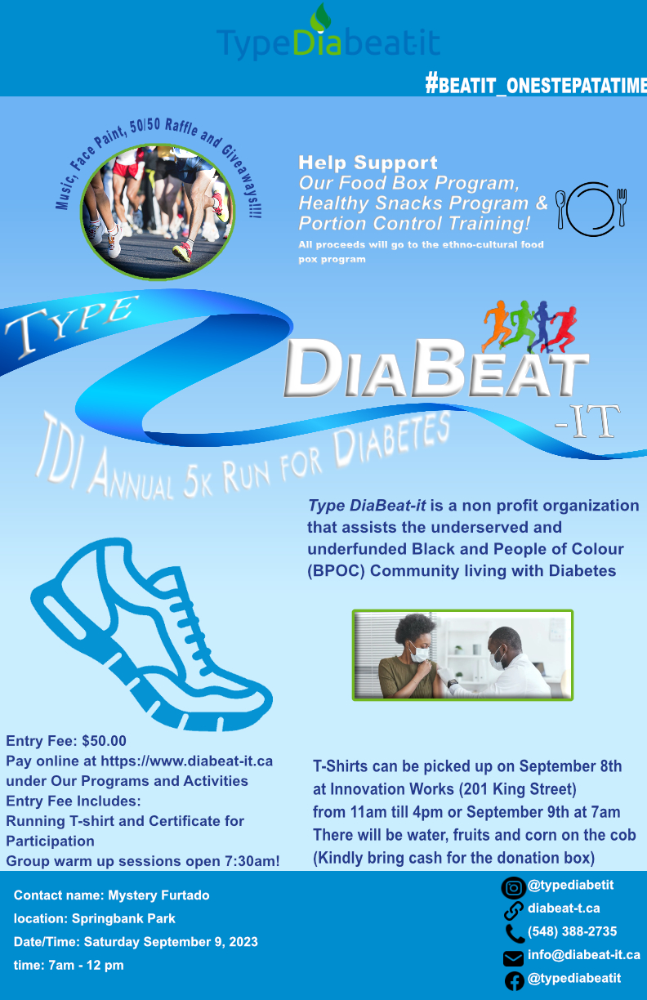 TypeDiabeat-it
#BEATIT_ONESTEPATATIME
Music, Face Paint, 50/50 Raffle and Giveaways!!!!
Help Support
Our Food Box Program,
Healthy Snacks Program &
Portion Control Training!
All proceeds will go to the ethno-cultural food
pox program
TYPE
DIABEAT
-IT
TDI ANNUAL 5K RUN FOR DIABETES
Type DiaBeat-it is a non profit organization
that assists the underserved and
underfunded Black and People of Colour
(BPOC) Community living with Diabetes
Entry Fee: $50.00
Pay online at https://www.diabeat-it.ca
under Our Programs and Activities
Entry Fee Includes:
Running T-shirt and Certificate for
Participation
Group warm up sessions open 7:30am!
T-Shirts can be picked up on September 8th
at Innovation Works (201 King Street)
from 11am till 4pm or September 9th at 7am
There will be water, fruits and corn on the cob
(Kindly bring cash for the donation box)
Contact name: Mystery Furtado
location: Springbank Park
Date/Time: Saturday September 9, 2023
time: 7am - 12 pm
@typediabetit
diabeat-t.ca
(548) 388-2735
info@diabeat-it.ca
@typediabeatit